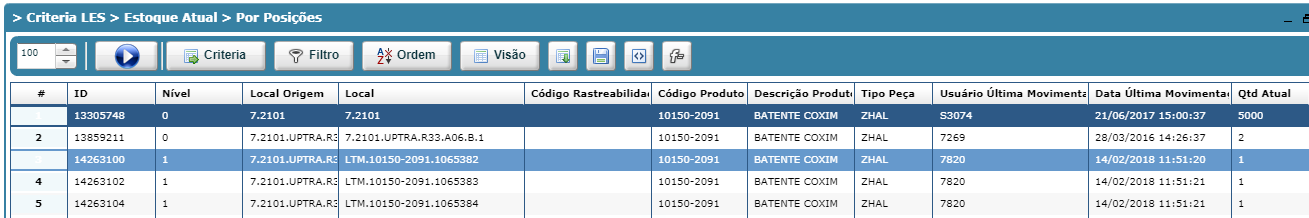 > Criteria LES > Estoque Atual > Por Posições
100 Criteria Filtro Ordem Visão
# ID Nível Local Origem Local Código Rastreabilida Código Produto Descrição Produt Tipo Peça Usuário Última Movimenta Data Última Movimenta Qtd Atual
1 13305748 0 7.2101 7.2101 10150-2091 BATENTE COXIM ZHAL S3074 21/06/2017 15:00:37 5000
2 13859211 0 7.2101.UPTRA.R3 7.2101.UPTRA.R33.A06.B.1 10150-2091 BATENTE COXIM ZHAL 7269 28/03/2016 14:26:37 2
3 14263100 1 7.2101.UPTRA.R3 LTM.10150-2091.1065382 10150-2091 BATENTE COXIM ZHAL 7820 14/02/2018 11:51:20 1
4 14263102 1 7.2101.UPTRA.R3 LTM.10150-2091.1065383 10150-2091 BATENTE COXIM ZHAL 7820 14/02/2018 11:51:21 1
5 14263104 1 7.2101.UPTRA.R3 LTM.10150-2091.1065384 10150-2091 BATENTE COXIM ZHAL 7820 14/02/2018 11:51:21 1